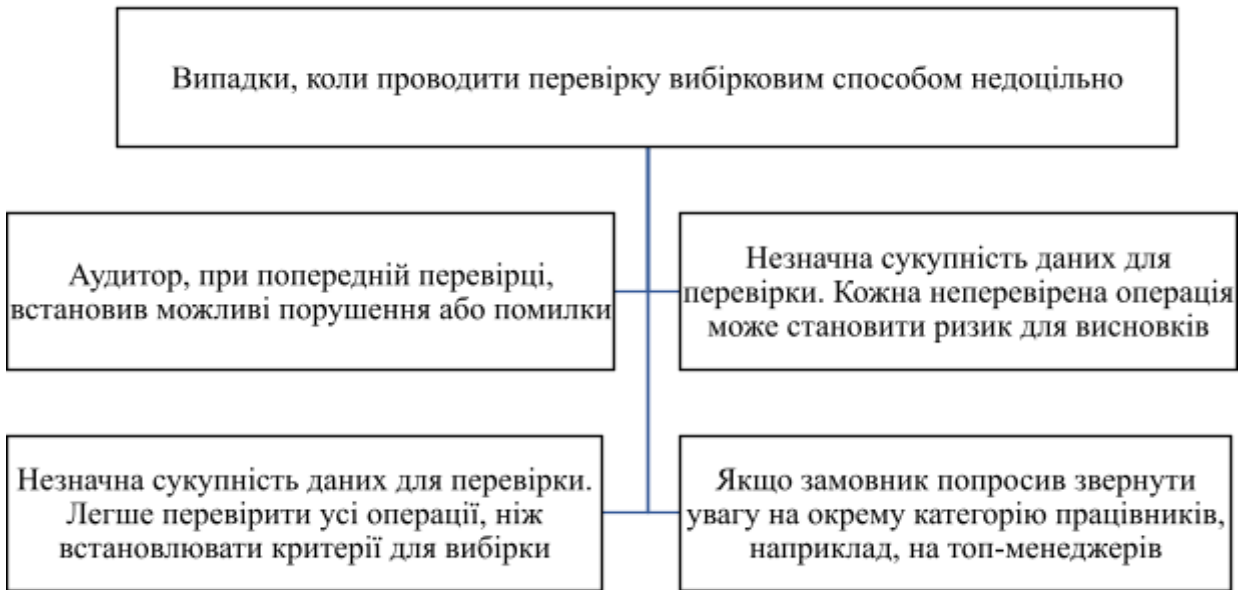 Випадки, коли проводити перевірку вибірковим способом недоцільно
Аудитор, при попередній перевірці,
встановив можливі порушення або помилки
Незначна сукупність даних для
перевірки. Кожна неперевірена операція
може становити ризик для висновків
Незначна сукупність даних для перевірки.
Легше перевірити усі операції, ніж
встановлювати критерії для вибірки
Якщо замовник попросив звернути
увагу на окрему категорію працівників,
наприклад, на топ-менеджерів